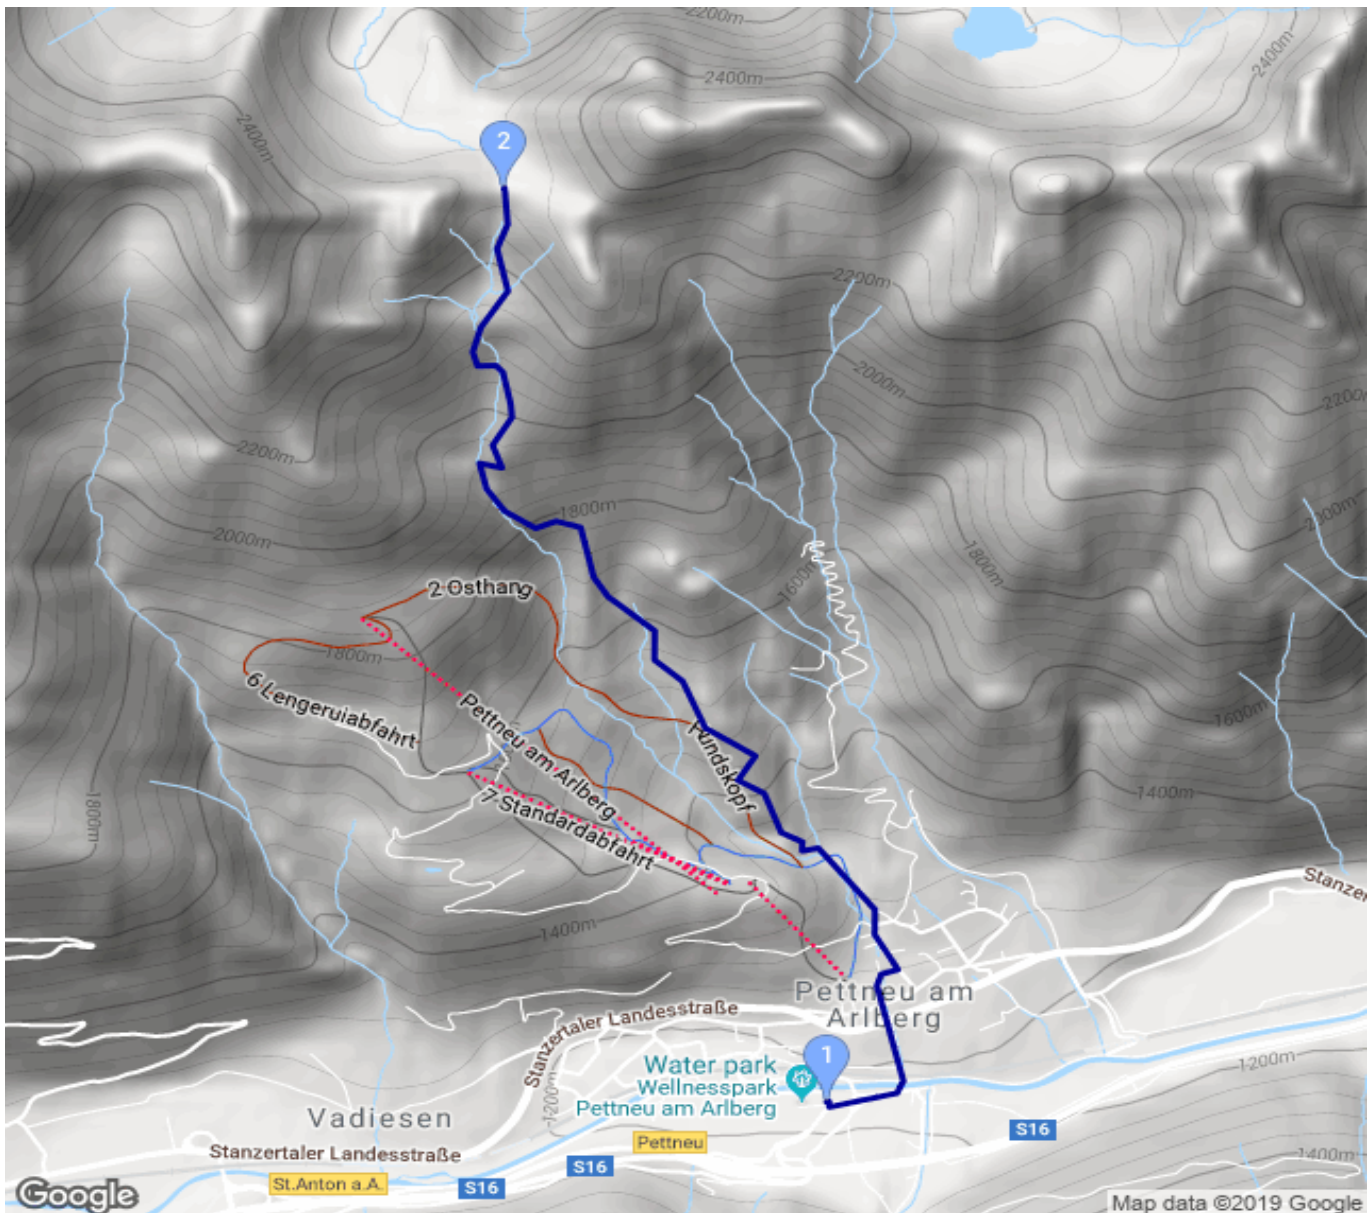 2200m
2400m
2400m
2400m
2
2200m
2000m
2200m
2200m
1800m
2000m
2000m
1800m
1600m
2 Osthang
1800m
6 Lengeruiabfahrt
Pettneu am Arlberg
Fundskopf
1600m
1800m
7 Standardabfahrt
1400m
Stanzer
1400m
Pettneu am
Arlberg
Stanzertaler Landesstraße
1
Water park
Wellnesspark
Pettneu am Arlberg
1200m
1200m
Vadiesen
S16
Pettneu
Stanzertaler Landesstraße
S16
1400m
St.Anton a.A.
S16
Google
Map data ©2019 Google